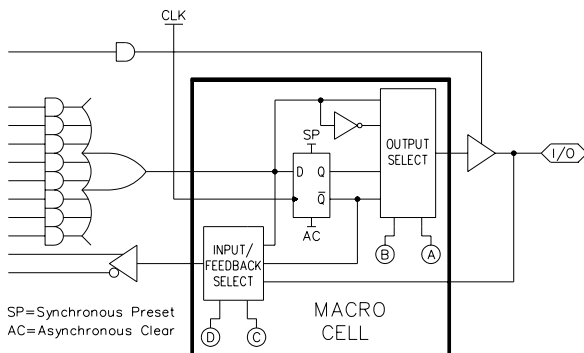 CLK
SP
OUTPUT
SELECT
I/O
D Q
Q̅
AC
B A
INPUT/
FEEDBACK
SELECT
SP=Synchronous Preset
AC=Asynchronous Clear
D C
MACRO
CELL